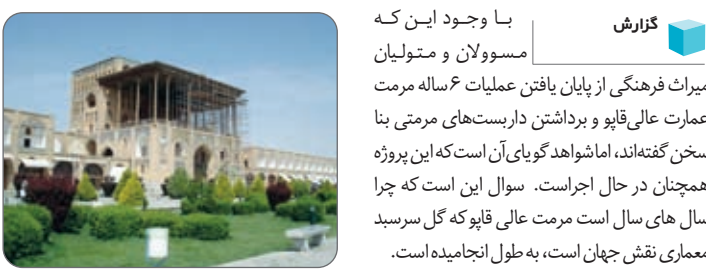 گزارش
با وجود این که
مسوولان و متولیان
میراث فرهنگی از پایان یافتن عملیات ۶ساله مرمت
عمارت عالی‌قاپو و برداشتن داربست‌های مرمتی بنا
سخن گفته‌اند، اما شواهد گویای آن است که این پروژه
همچنان در حال اجراست. سوال این است که چرا
سال های سال است مرمت عالی قاپو که گل سرسبد
معماری نقش جهان است، به طول انجامیده است.